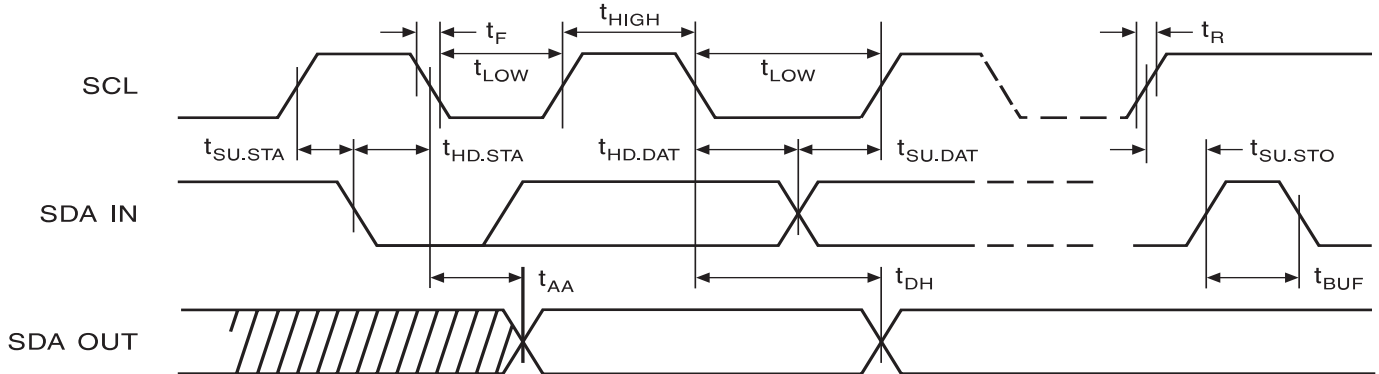 t_HIGH
t_F
t_R
t_LOW
t_LOW
SCL
t_SU.STA
t_HD.STA
t_HD.DAT
t_SU.DAT
t_SU.STO
SDA IN
t_AA
t_DH
t_BUF
SDA OUT